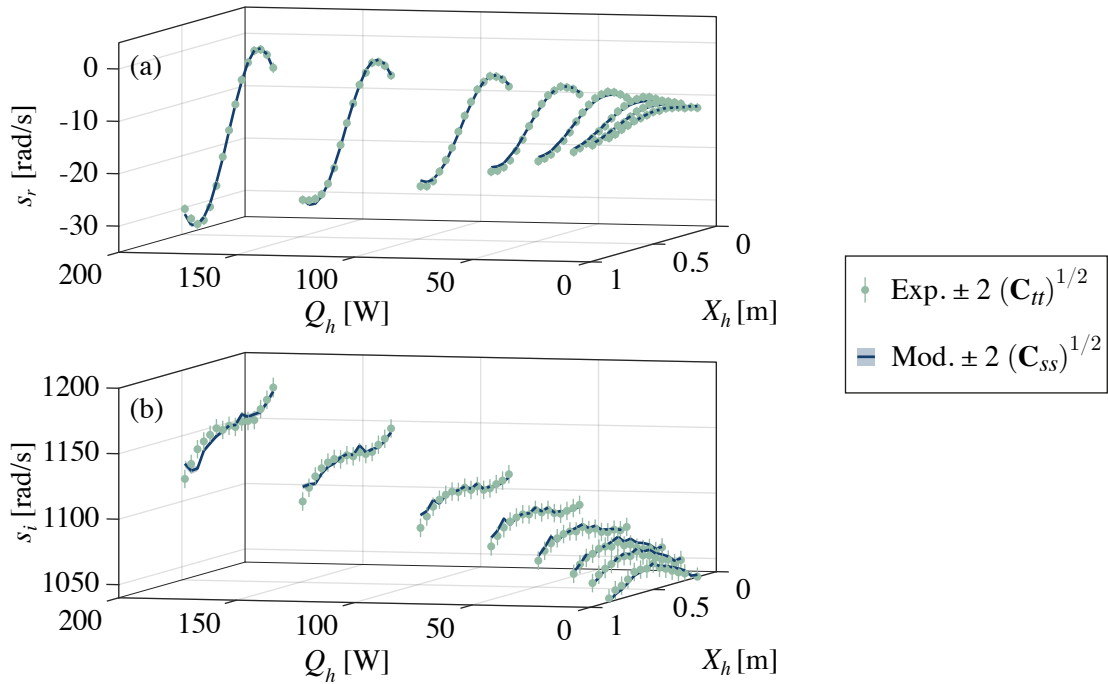 (a)
0
-10
-20
-30
s_r [rad/s]
200
150
100
50
0
Q_h [W]
1
0.5
0
X_h [m]
(b)
1200
1150
1100
1050
s_i [rad/s]
200
150
100
50
0
Q_h [W]
1
0.5
0
X_h [m]
Exp. ± 2 (C_tt)^1/2
Mod. ± 2 (C_ss)^1/2